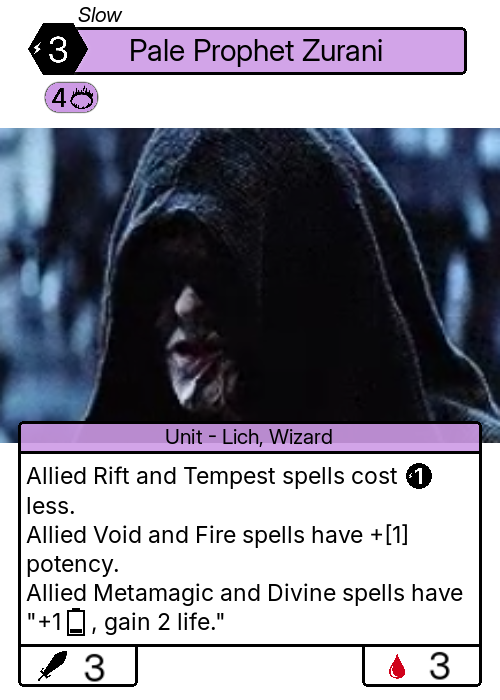 Slow
3 Pale Prophet Zurani
4
Unit - Lich, Wizard
Allied Rift and Tempest spells cost 1
less.
Allied Void and Fire spells have +[1]
potency.
Allied Metamagic and Divine spells have
"+1 , gain 2 life."
3 3